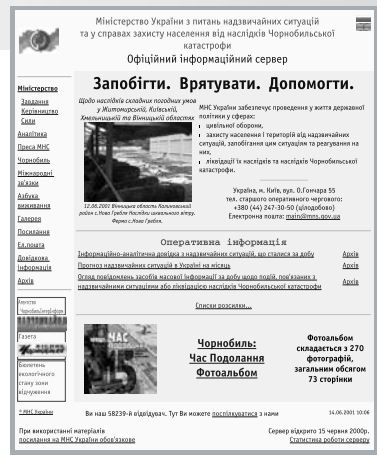 Міністерство України з питань надзвичайних ситуацій
та у справах захисту населення від наслідків Чорнобильської
катастрофи
Офіційний інформаційний сервер
Міністерство
Завдання
Керівництво
Сили
Аналітика
Преса МНС
Чорнобиль
Міжнародні
зв'язки
Азбука
виживання
Галерея
Посилання
Ел.пошта
Довідкова
інформація
Архів
Агентство
Чорнобильінтерінформ
Газета
Бюлетень
екологічного
стану зони
відчуження
Запобігти. Врятувати. Допомогти.
Щодо наслідків складних погодних умов
у Житомирській, Київській,
Хмельницькій та Вінницькій областях
12.06.2001 Вінницька область Калиновський
район с.Нова Гребля Наслідки шквального вітру.
Ферма с.Нова Гребля.
МНС України забезпечує проведення у життя державної
політики у сферах:
цивільної оборони,
захисту населення і територій від надзвичайних
ситуацій, запобігання цим ситуаціям та реагування на
них,
ліквідації їх наслідків та наслідків Чорнобильської
катастрофи.
Україна, м. Київ, вул. О.Гончара 55
тел. старшого оперативного чергового:
+380 (44) 247-30-50 (цілодобово)
Електронна пошта: main@mns.gov.ua
Оперативна інформація
Інформаційно-аналітична довідка з надзвичайних ситуацій, що сталися за добу Архів
Прогноз надзвичайних ситуацій в Україні на місяць Архів
Огляд повідомлень засобів масової інформації за добу щодо подій, пов'язаних з
надзвичайними ситуаціями або ліквідацією наслідків Чорнобильської катастрофи Архів
Списки розсилки...
ЧАС
15
Чорнобиль:
Час Подолання
Фотоальбом
Фотоальбом
складається з 270
фотографій,
загальним обсягом
73 сторінки
* МНС України
Ви наш 58239-й відвідувач. Тут Ви можете поспілкуватися з нами
14.06.2001 10:06
При використанні матеріалів
посилання на МНС України обов'язкове
Сервер відкрито 15 червня 2000р.
Статистика роботи серверу